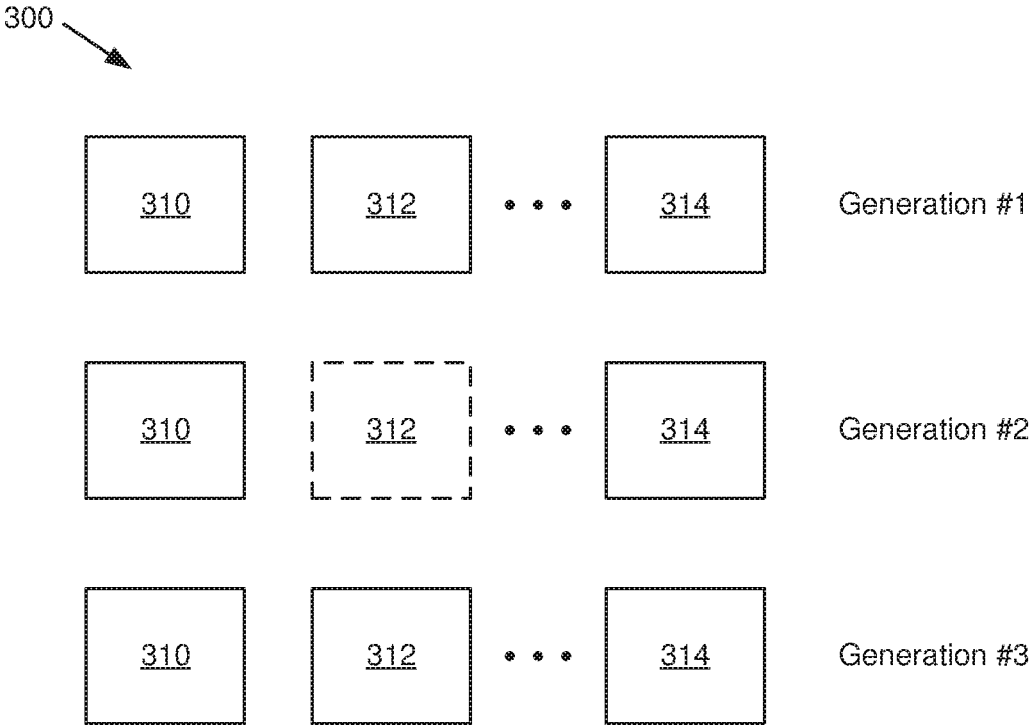 300
310 312 • • • 314 Generation #1
310 312 • • • 314 Generation #2
310 312 • • • 314 Generation #3